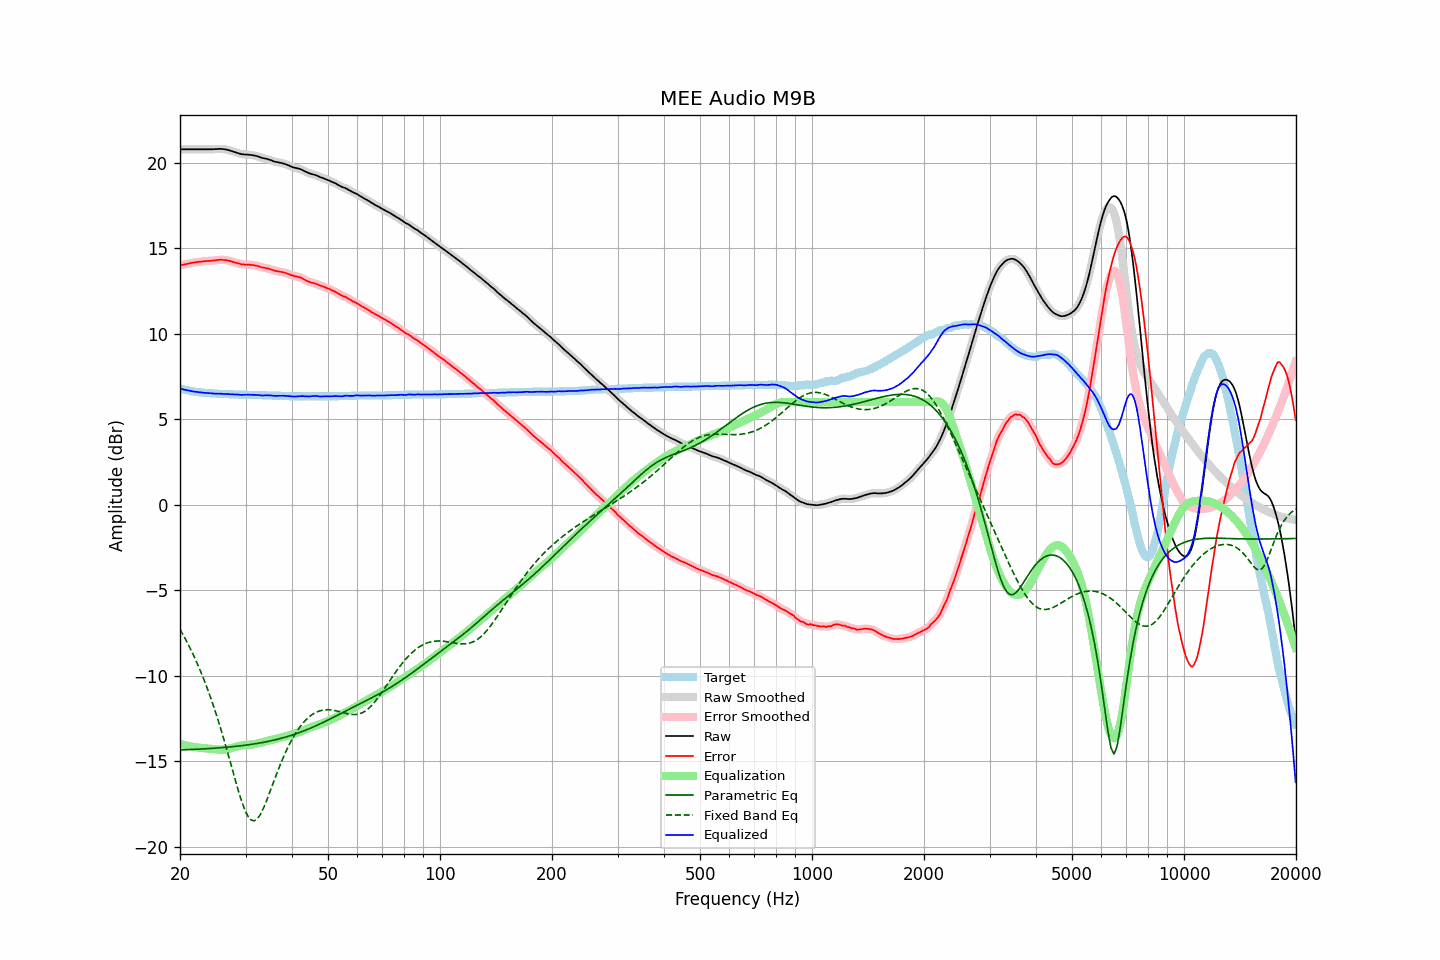 MEE Audio M9B
Amplitude (dBr)
20
15
10
5
0
−5
−10
−15
−20
20 50 100 200 500 1000 2000 5000 10000 20000
Frequency (Hz)
Target
Raw Smoothed
Error Smoothed
Raw
Error
Equalization
Parametric Eq
Fixed Band Eq
Equalized